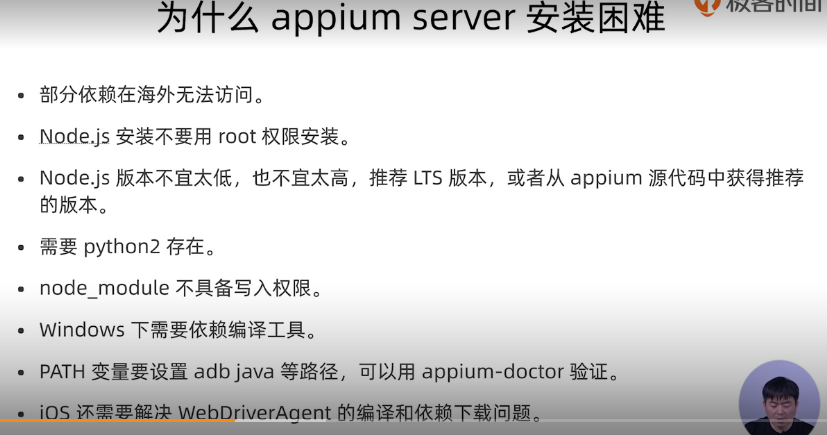 为什么 appium server 安装困难
极客时间
部分依赖在海外无法访问。
Node.js 安装不要用 root 权限安装。
Node.js 版本不宜太低，也不宜太高，推荐 LTS 版本，或者从 appium 源代码中获得推荐
的版本。
需要 python2 存在。
node_module 不具备写入权限。
Windows 下需要依赖编译工具。
PATH 变量要设置 adb java 等路径，可以用 appium-doctor 验证。
iOS 还需要解决 WebDriverAgent 的编译和依赖下载问题。